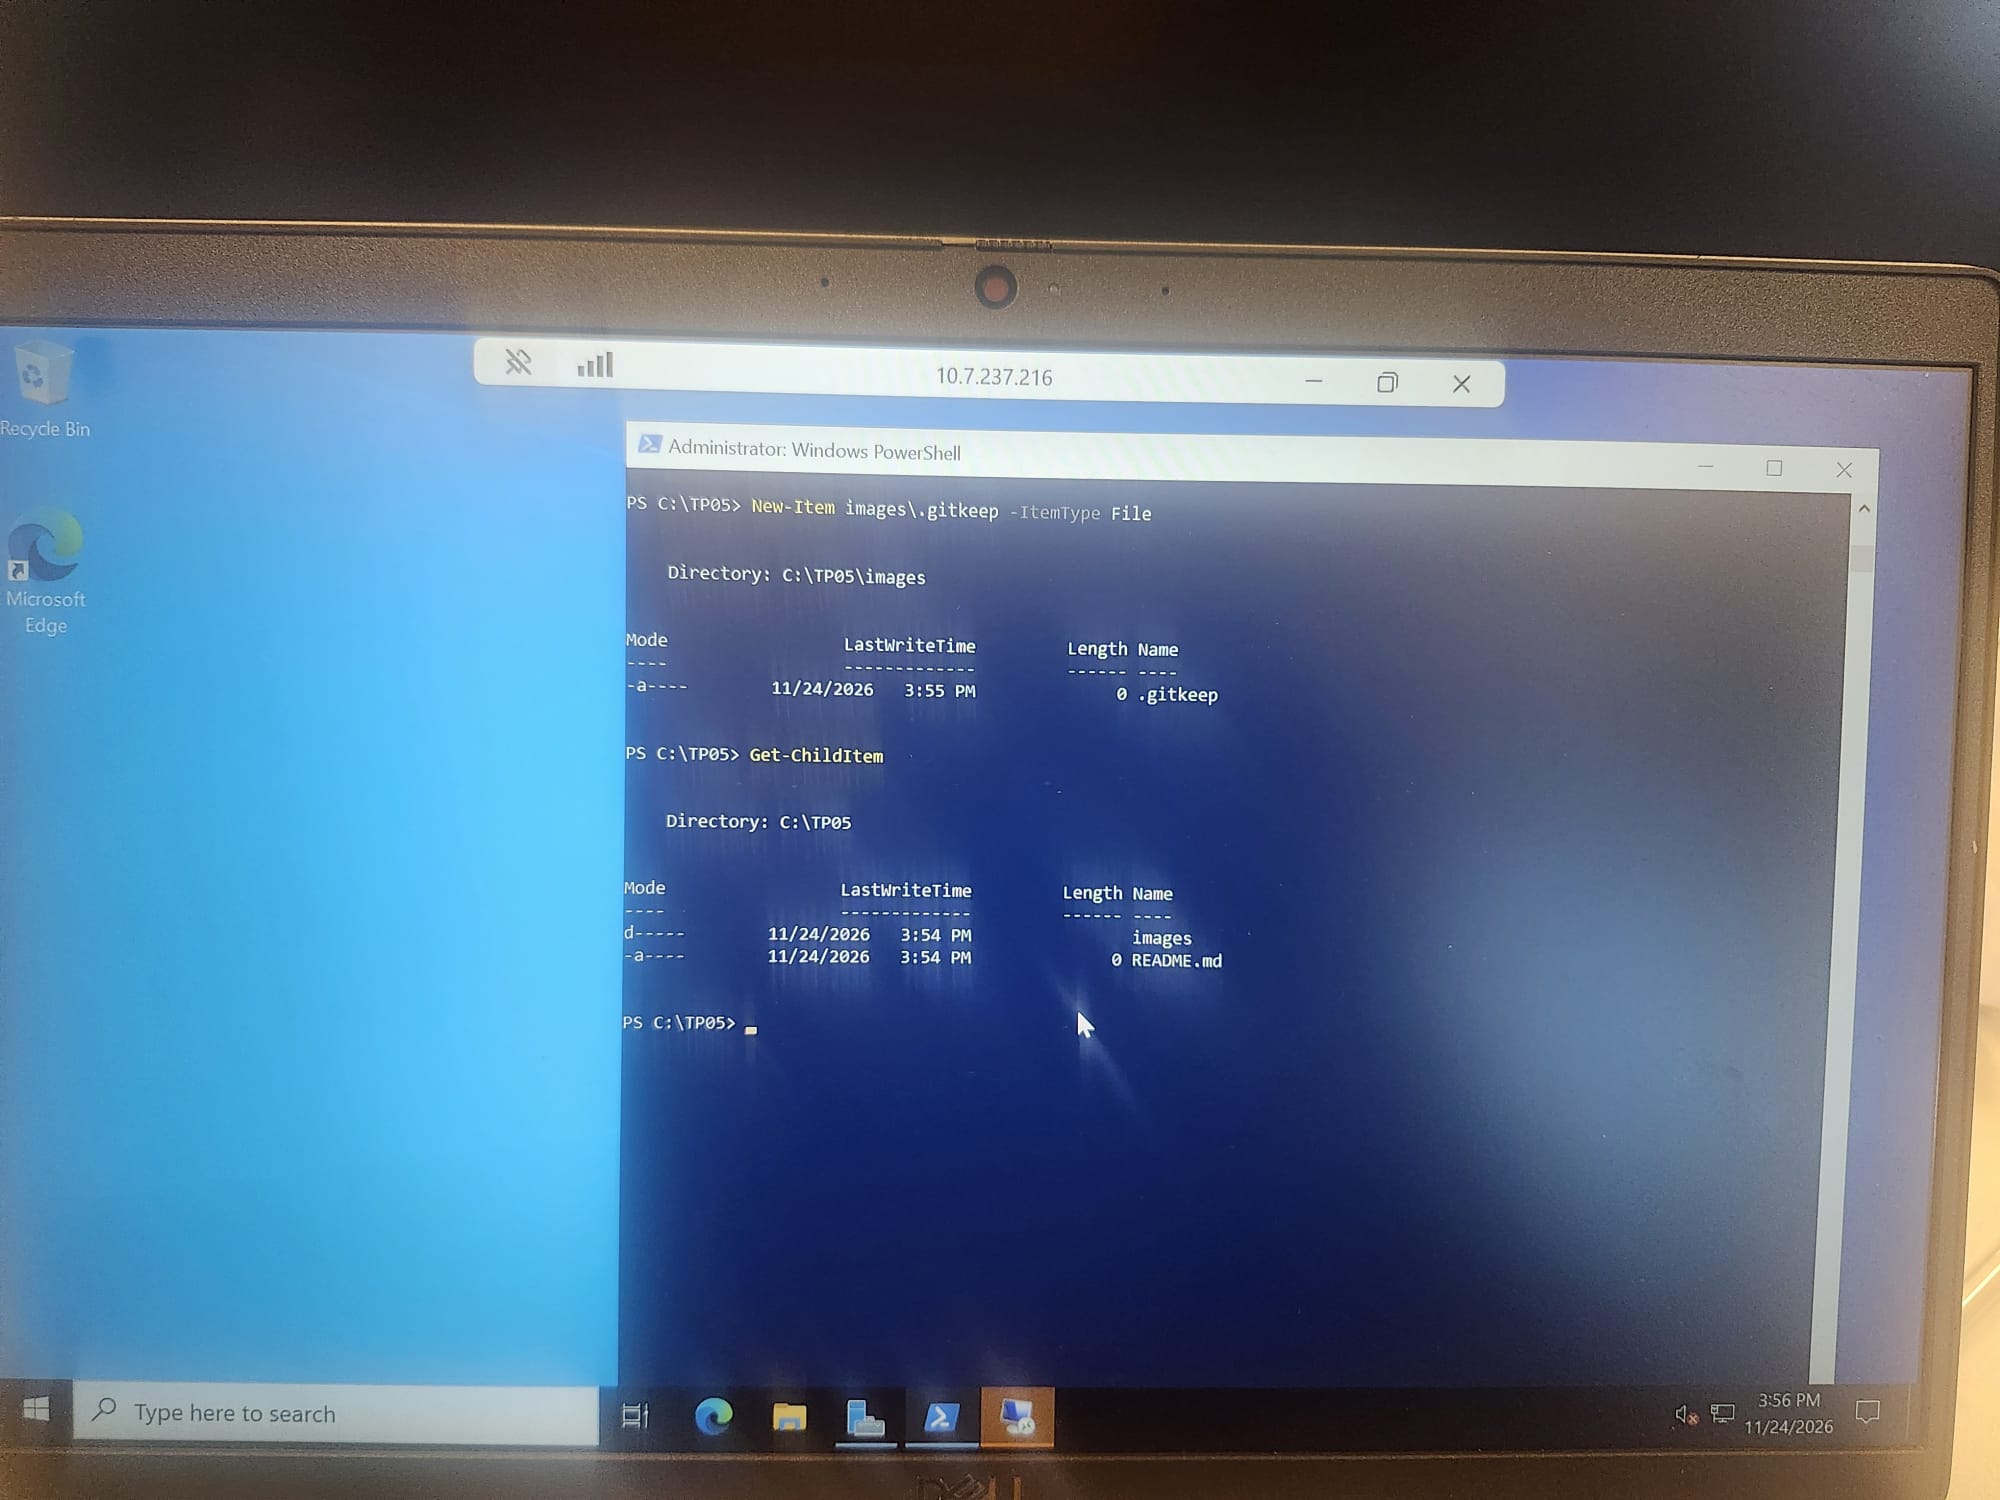 10.7.237.216
Recycle Bin
Microsoft
Edge
Administrator: Windows PowerShell
PS C:\TP05> New-Item images\.gitkeep -ItemType File
Directory: C:\TP05\images
Mode LastWriteTime Length Name
---- ------------- ------ ----
-a---- 11/24/2026 3:55 PM 0 .gitkeep
PS C:\TP05> Get-ChildItem
Directory: C:\TP05
Mode LastWriteTime Length Name
---- ------------- ------ ----
d----- 11/24/2026 3:54 PM images
-a---- 11/24/2026 3:54 PM 0 README.md
PS C:\TP05>
Type here to search
3:56 PM
11/24/2026